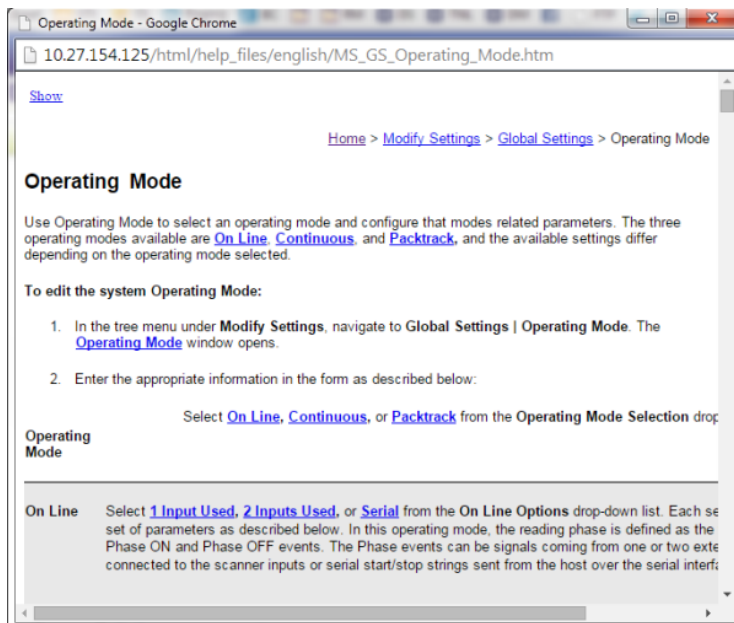 Operating Mode - Google Chrome
10.27.154.125/html/help_files/english/MS_GS_Operating_Mode.htm
Show
Home > Modify Settings > Global Settings > Operating Mode
Operating Mode
Use Operating Mode to select an operating mode and configure that modes related parameters. The three
operating modes available are On Line, Continuous, and Packtrack, and the available settings differ
depending on the operating mode selected.
To edit the system Operating Mode:
1. In the tree menu under Modify Settings, navigate to Global Settings | Operating Mode. The
Operating Mode window opens.
2. Enter the appropriate information in the form as described below:
Select On Line, Continuous, or Packtrack from the Operating Mode Selection drop
Operating
Mode
On Line Select 1 Input Used, 2 Inputs Used, or Serial from the On Line Options drop-down list. Each se
set of parameters as described below. In this operating mode, the reading phase is defined as the
Phase ON and Phase OFF events. The Phase events can be signals coming from one or two exte
connected to the scanner inputs or serial start/stop strings sent from the host over the serial interfa